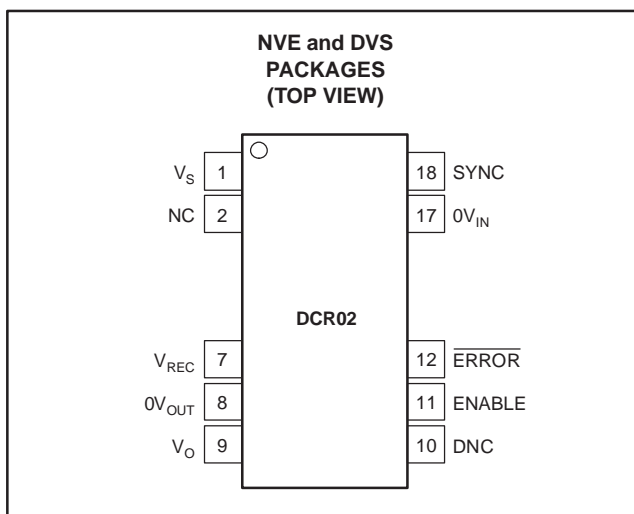 NVE and DVS
PACKAGES
(TOP VIEW)
V_S 1 18 SYNC
NC 2 17 0V_IN
DCR02
V_REC 7 12 E̅R̅R̅O̅R̅
0V_OUT 8 11 ENABLE
V_O 9 10 DNC